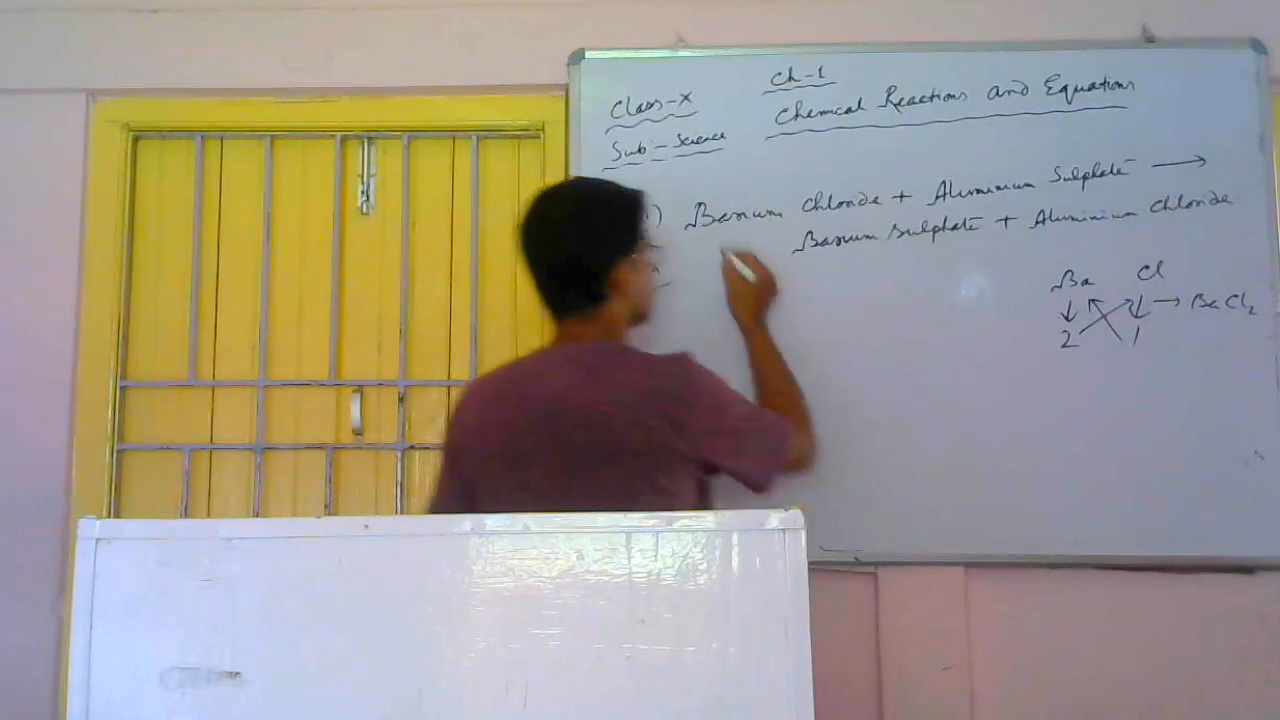 Ch-1
Class-X
Chemical Reactions and Equations
Sub-Science
) Barium Chloride + Aluminium Sulphate →
Barium Sulphate + Aluminium Chloride
Ba Cl
→ BaCl2
2 1